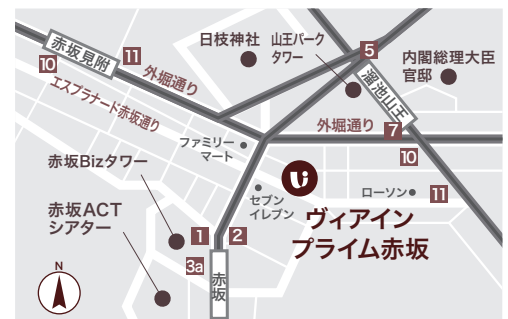 日枝神社
山王パーク
タワー
5
内閣総理大臣
官邸
赤坂見附
11
10
外堀通り
溜池山王
エスプラナード赤坂通り
外堀通り
7
ファミリー
マート
10
赤坂Bizタワー
セブン
イレブン
ローソン
11
赤坂ACT
シアター
ヴィアイン
プライム赤坂
1
2
3a
赤坂
N